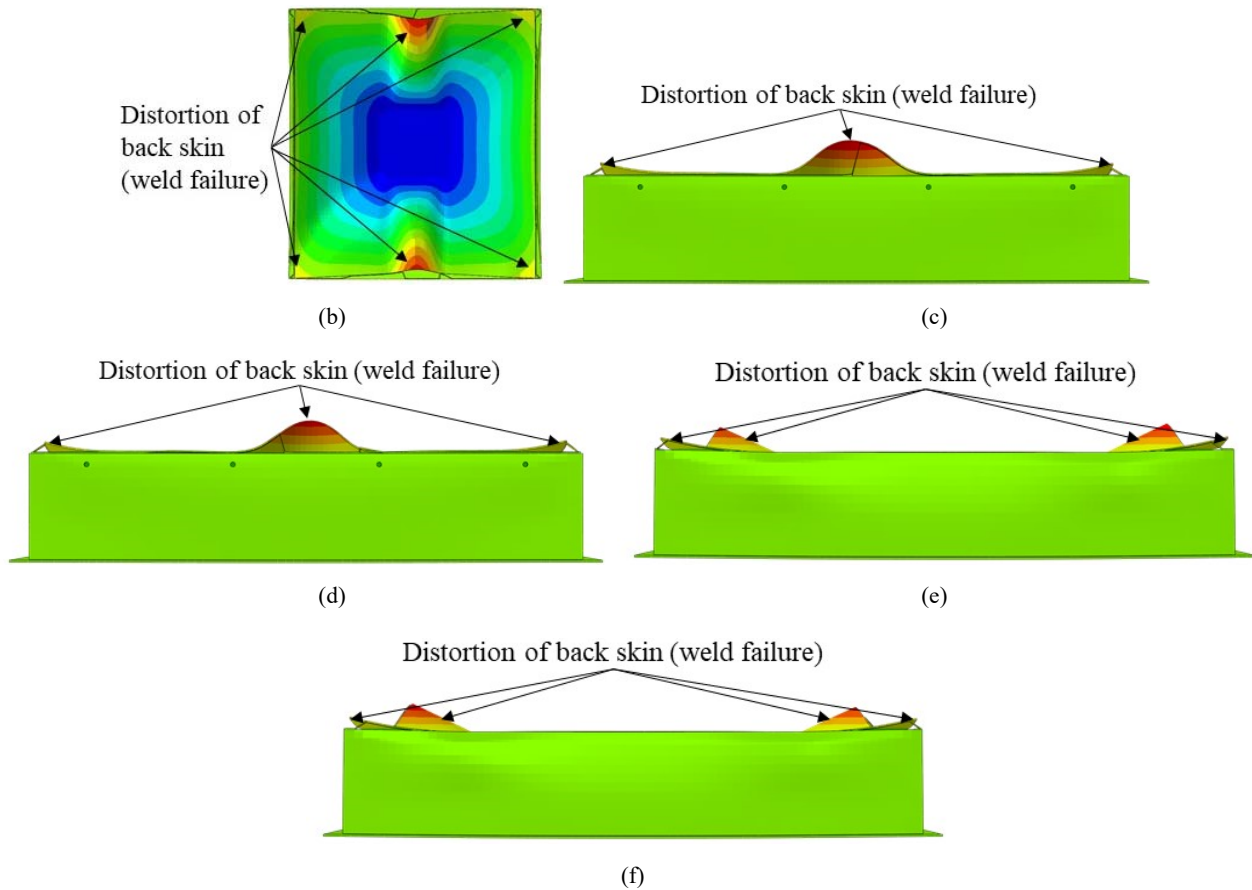 Distortion of
back skin
(weld failure)
(b)
Distortion of back skin (weld failure)
(c)
Distortion of back skin (weld failure)
(d)
Distortion of back skin (weld failure)
(e)
Distortion of back skin (weld failure)
(f)